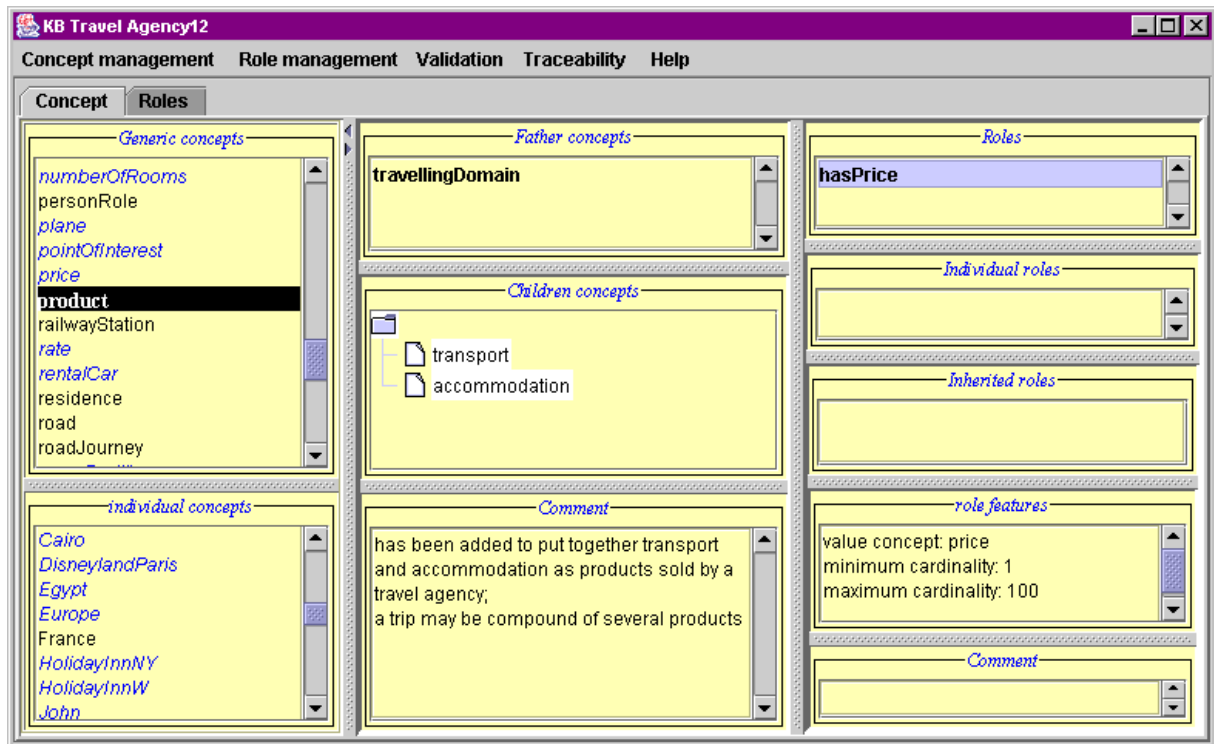 KB Travel Agency12
Concept management Role management Validation Traceability Help
Concept Roles
Generic concepts
numberOfRooms
personRole
plane
pointOfInterest
price
product
railwayStation
rate
rentalCar
residence
road
roadJourney
individual concepts
Cairo
DisneylandParis
Egypt
Europe
France
HolidayInnNY
HolidayInnW
John
Father concepts
travellingDomain
Children concepts
transport
accommodation
Comment
has been added to put together transport
and accommodation as products sold by a
travel agency;
a trip may be compound of several products
Roles
hasPrice
Individual roles
Inherited roles
role features
value concept: price
minimum cardinality: 1
maximum cardinality: 100
Comment